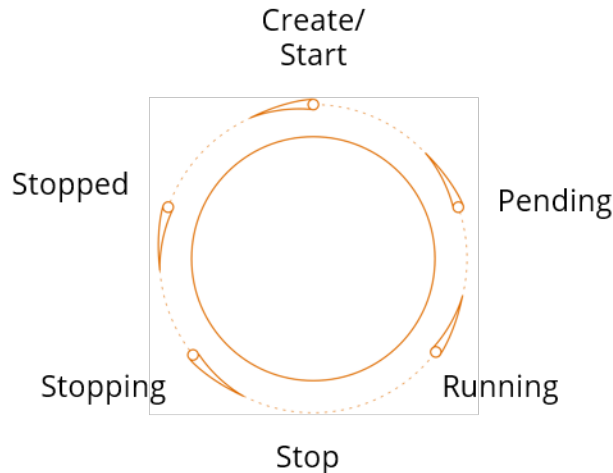 Create/
Start
Stopped
Pending
Stopping
Running
Stop